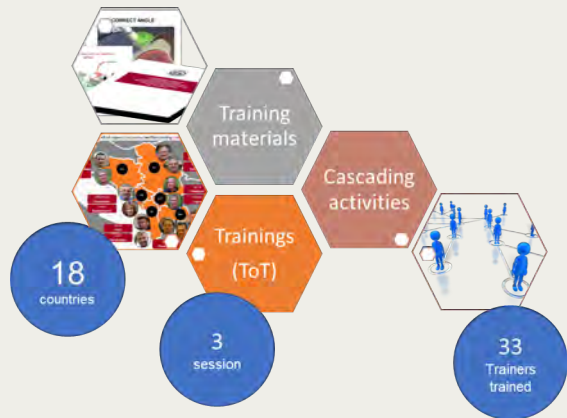 CORRECT ANGLE
Training
materials
Cascading
activities
Trainings
(ToT)
18
countries
3
session
33
Trainers
trained